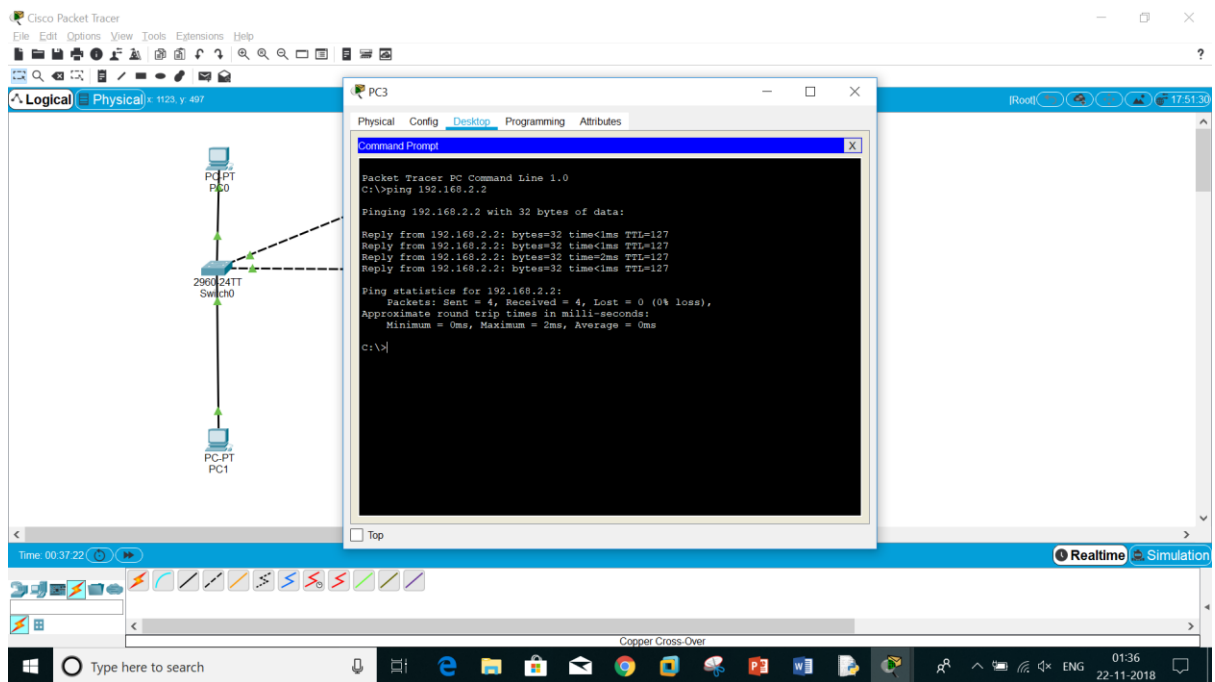 Cisco Packet Tracer
File Edit Options View Tools Extensions Help
?
Logical Physical x: 1123, y: 497
[Root] 17:51:30
PC-PT
PC0
2960-24TT
Switch0
PC-PT
PC1
PC3
Physical Config Desktop Programming Attributes
Command Prompt X
Packet Tracer PC Command Line 1.0
C:\>ping 192.168.2.2
Pinging 192.168.2.2 with 32 bytes of data:
Reply from 192.168.2.2: bytes=32 time<1ms TTL=127
Reply from 192.168.2.2: bytes=32 time<1ms TTL=127
Reply from 192.168.2.2: bytes=32 time=2ms TTL=127
Reply from 192.168.2.2: bytes=32 time<1ms TTL=127
Ping statistics for 192.168.2.2:
Packets: Sent = 4, Received = 4, Lost = 0 (0% loss),
Approximate round trip times in milli-seconds:
Minimum = 0ms, Maximum = 2ms, Average = 0ms
C:\>
Top
Time: 00:37:22
Realtime Simulation
Copper Cross-Over
Type here to search
ENG
01:36
22-11-2018